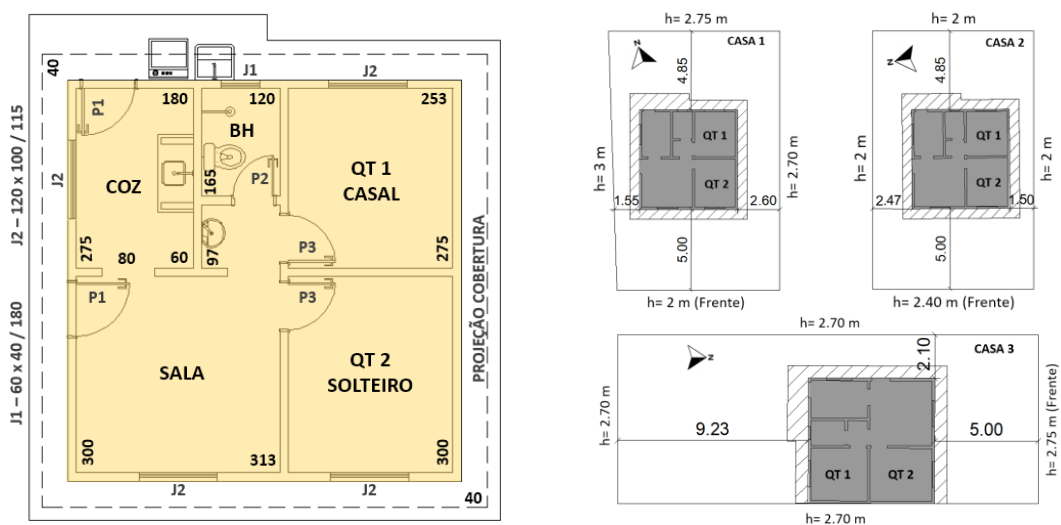 40
J1
J2
P1
180
120
253
BH
J2 – 120 x 100 / 115
J2
QT 1
CASAL
COZ
165
P2
PROJEÇÃO COBERTURA
275
80
60
97
P3
275
P1
P3
J1 – 60 x 40 / 180
SALA
QT 2
SOLTEIRO
300
313
300
J2
J2
40
h= 2.75 m
CASA 1
N
4.85
h= 3 m
QT 1
QT 2
h= 2.70 m
1.55
2.60
5.00
h= 2 m (Frente)
h= 2 m
CASA 2
N
4.85
h= 2 m
QT 1
QT 2
h= 2 m
2.47
1.50
5.00
h= 2.40 m (Frente)
h= 2.70 m
CASA 3
N
2.10
h= 2.70 m
9.23
5.00
h= 2.75 m (Frente)
QT 1
QT 2
h= 2.70 m